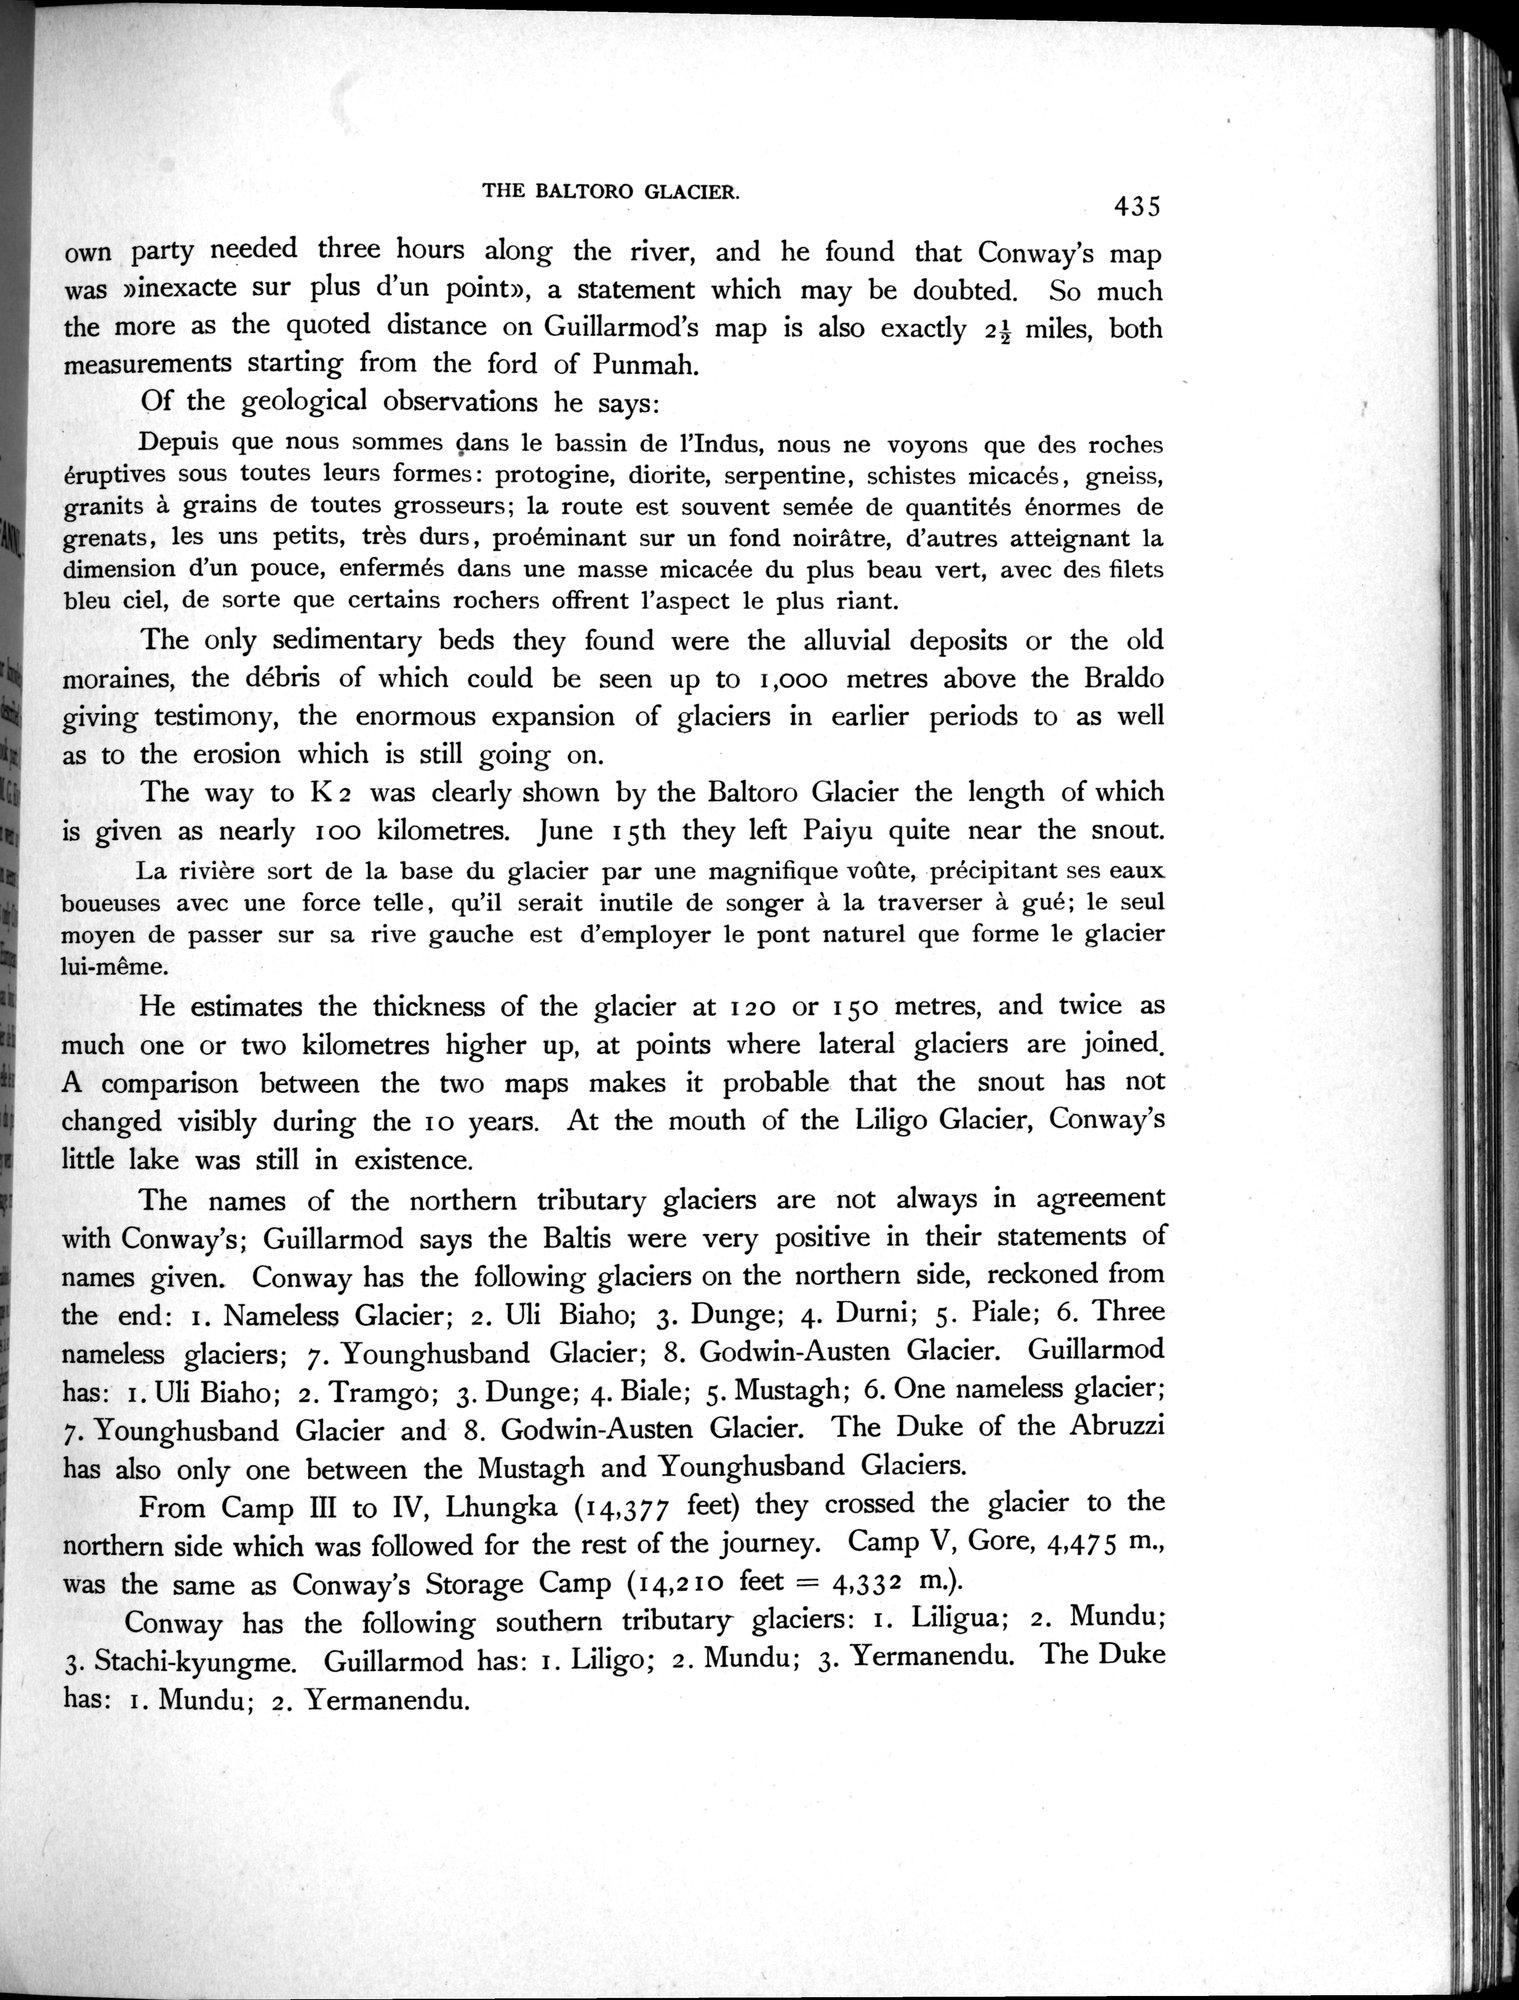 THE BALTORO GLACIER.
435
own party needed three hours along the river, and he found that Conway's map
was »inexacte sur plus d'un point», a statement which may be doubted. So much
the more as the quoted distance on Guillarmod's map is also exactly 2½ miles, both
measurements starting from the ford of Punmah.
Of the geological observations he says:
Depuis que nous sommes dans le bassin de l'Indus, nous ne voyons que des roches
éruptives sous toutes leurs formes: protogine, diorite, serpentine, schistes micacés, gneiss,
granits à grains de toutes grosseurs; la route est souvent semée de quantités énormes de
grenats, les uns petits, très durs, proéminant sur un fond noirâtre, d'autres atteignant la
dimension d'un pouce, enfermés dans une masse micacée du plus beau vert, avec des filets
bleu ciel, de sorte que certains rochers offrent l'aspect le plus riant.
The only sedimentary beds they found were the alluvial deposits or the old
moraines, the débris of which could be seen up to 1,000 metres above the Braldo
giving testimony, the enormous expansion of glaciers in earlier periods to as well
as to the erosion which is still going on.
The way to K 2 was clearly shown by the Baltoro Glacier the length of which
is given as nearly 100 kilometres. June 15th they left Paiyu quite near the snout.
La rivière sort de la base du glacier par une magnifique voûte, précipitant ses eaux
boueuses avec une force telle, qu'il serait inutile de songer à la traverser à gué; le seul
moyen de passer sur sa rive gauche est d'employer le pont naturel que forme le glacier
lui-même.
He estimates the thickness of the glacier at 120 or 150 metres, and twice as
much one or two kilometres higher up, at points where lateral glaciers are joined.
A comparison between the two maps makes it probable that the snout has not
changed visibly during the 10 years. At the mouth of the Liligo Glacier, Conway's
little lake was still in existence.
The names of the northern tributary glaciers are not always in agreement
with Conway's; Guillarmod says the Baltis were very positive in their statements of
names given. Conway has the following glaciers on the northern side, reckoned from
the end: 1. Nameless Glacier; 2. Uli Biaho; 3. Dunge; 4. Durni; 5. Piale; 6. Three
nameless glaciers; 7. Younghusband Glacier; 8. Godwin-Austen Glacier. Guillarmod
has: 1. Uli Biaho; 2. Tramgo; 3. Dunge; 4. Biale; 5. Mustagh; 6. One nameless glacier;
7. Younghusband Glacier and 8. Godwin-Austen Glacier. The Duke of the Abruzzi
has also only one between the Mustagh and Younghusband Glaciers.
From Camp III to IV, Lhungka (14,377 feet) they crossed the glacier to the
northern side which was followed for the rest of the journey. Camp V, Gore, 4,475 m.,
was the same as Conway's Storage Camp (14,210 feet = 4,332 m.).
Conway has the following southern tributary glaciers: 1. Liligua; 2. Mundu;
3. Stachi-kyungme. Guillarmod has: 1. Liligo; 2. Mundu; 3. Yermanendu. The Duke
has: 1. Mundu; 2. Yermanendu.